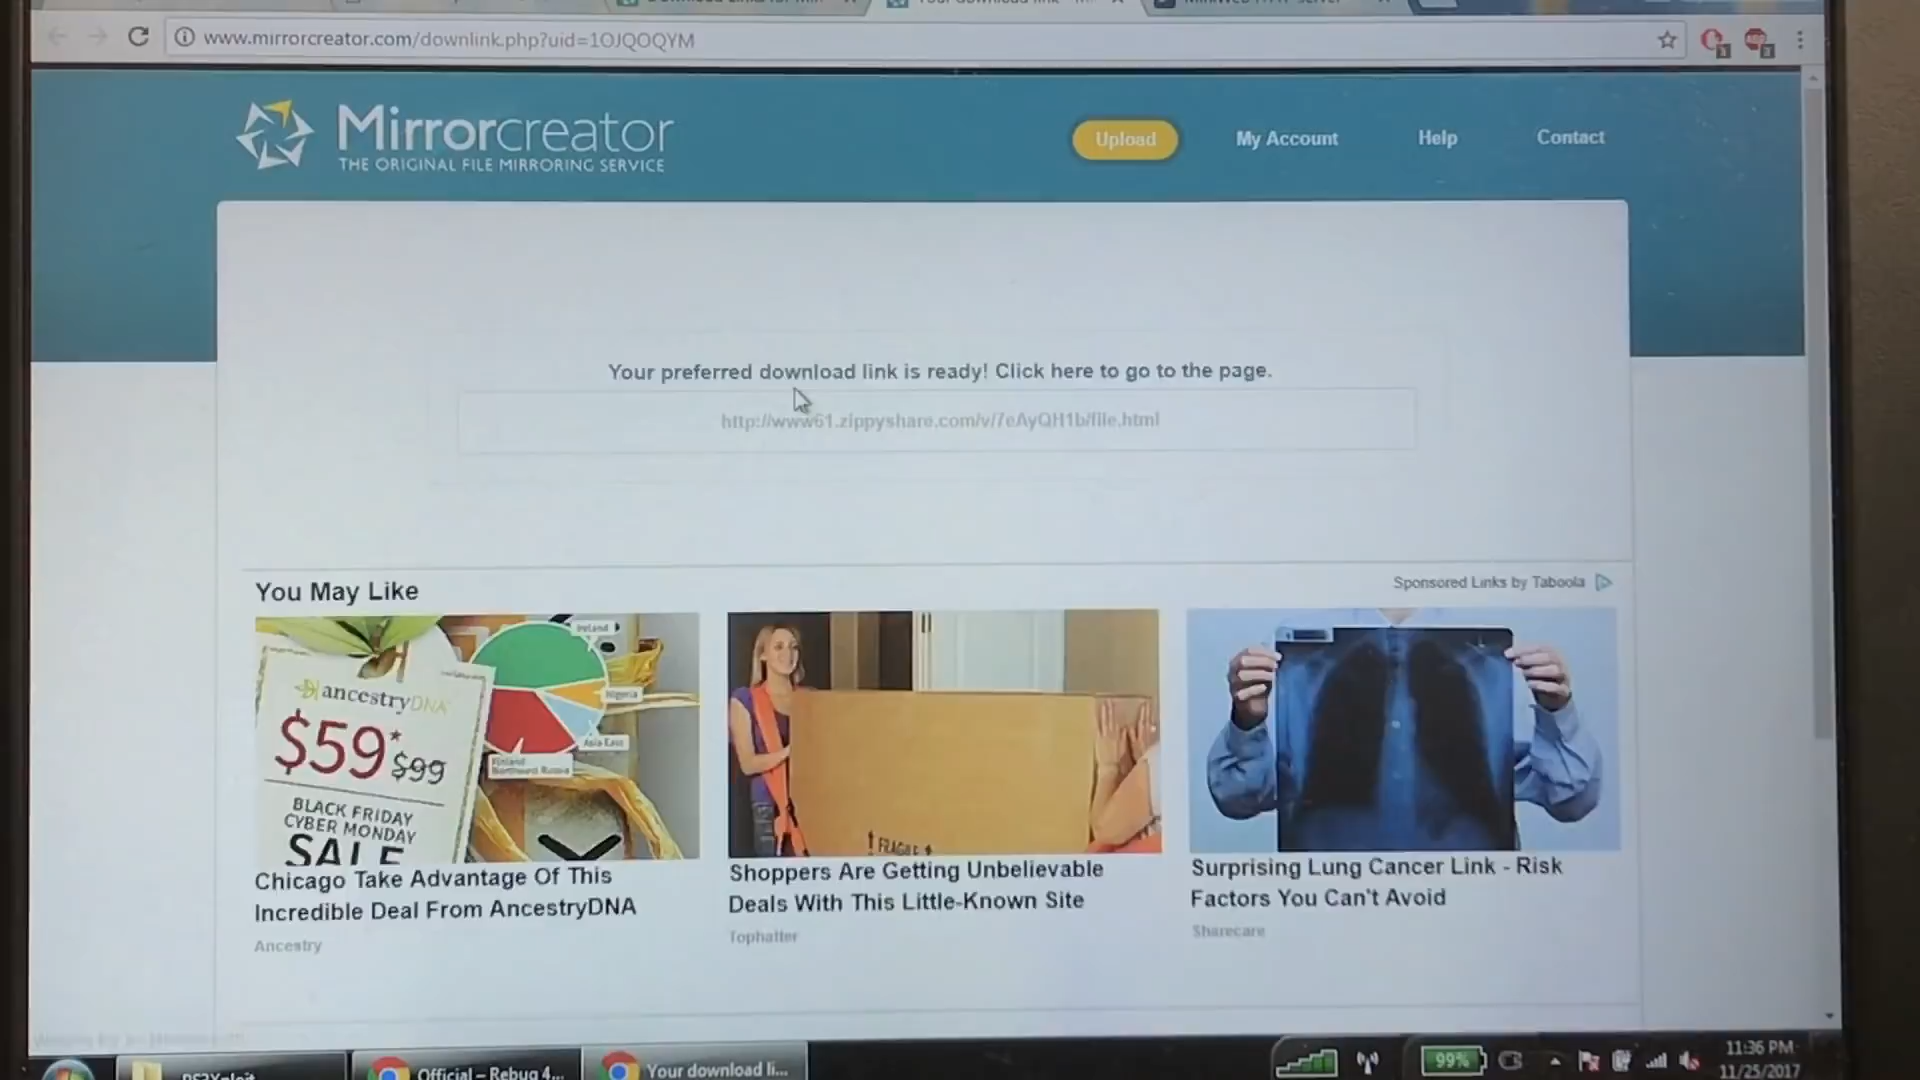 www.mirrorcreator.com/downlink.php?uid=1OJQOQYM
Mirrorcreator
THE ORIGINAL FILE MIRRORING SERVICE
Upload
My Account
Help
Contact
Your preferred download link is ready! Click here to go to the page.
http://www61.zippyshare.com/v/7eAyQH1b/file.html
You May Like
Sponsored Links by Taboola
ancestryDNA
$59* $99
BLACK FRIDAY
CYBER MONDAY
SALE
Ireland
Nigeria
Asia East
Finland
Northwest Russia
FRAGILE
Chicago Take Advantage Of This
Incredible Deal From AncestryDNA
Ancestry
Shoppers Are Getting Unbelievable
Deals With This Little-Known Site
Tophatter
Surprising Lung Cancer Link - Risk
Factors You Can't Avoid
Sharecare
Official – Rebug 4...
Your download li...
99%
11:36 PM
11/25/2017